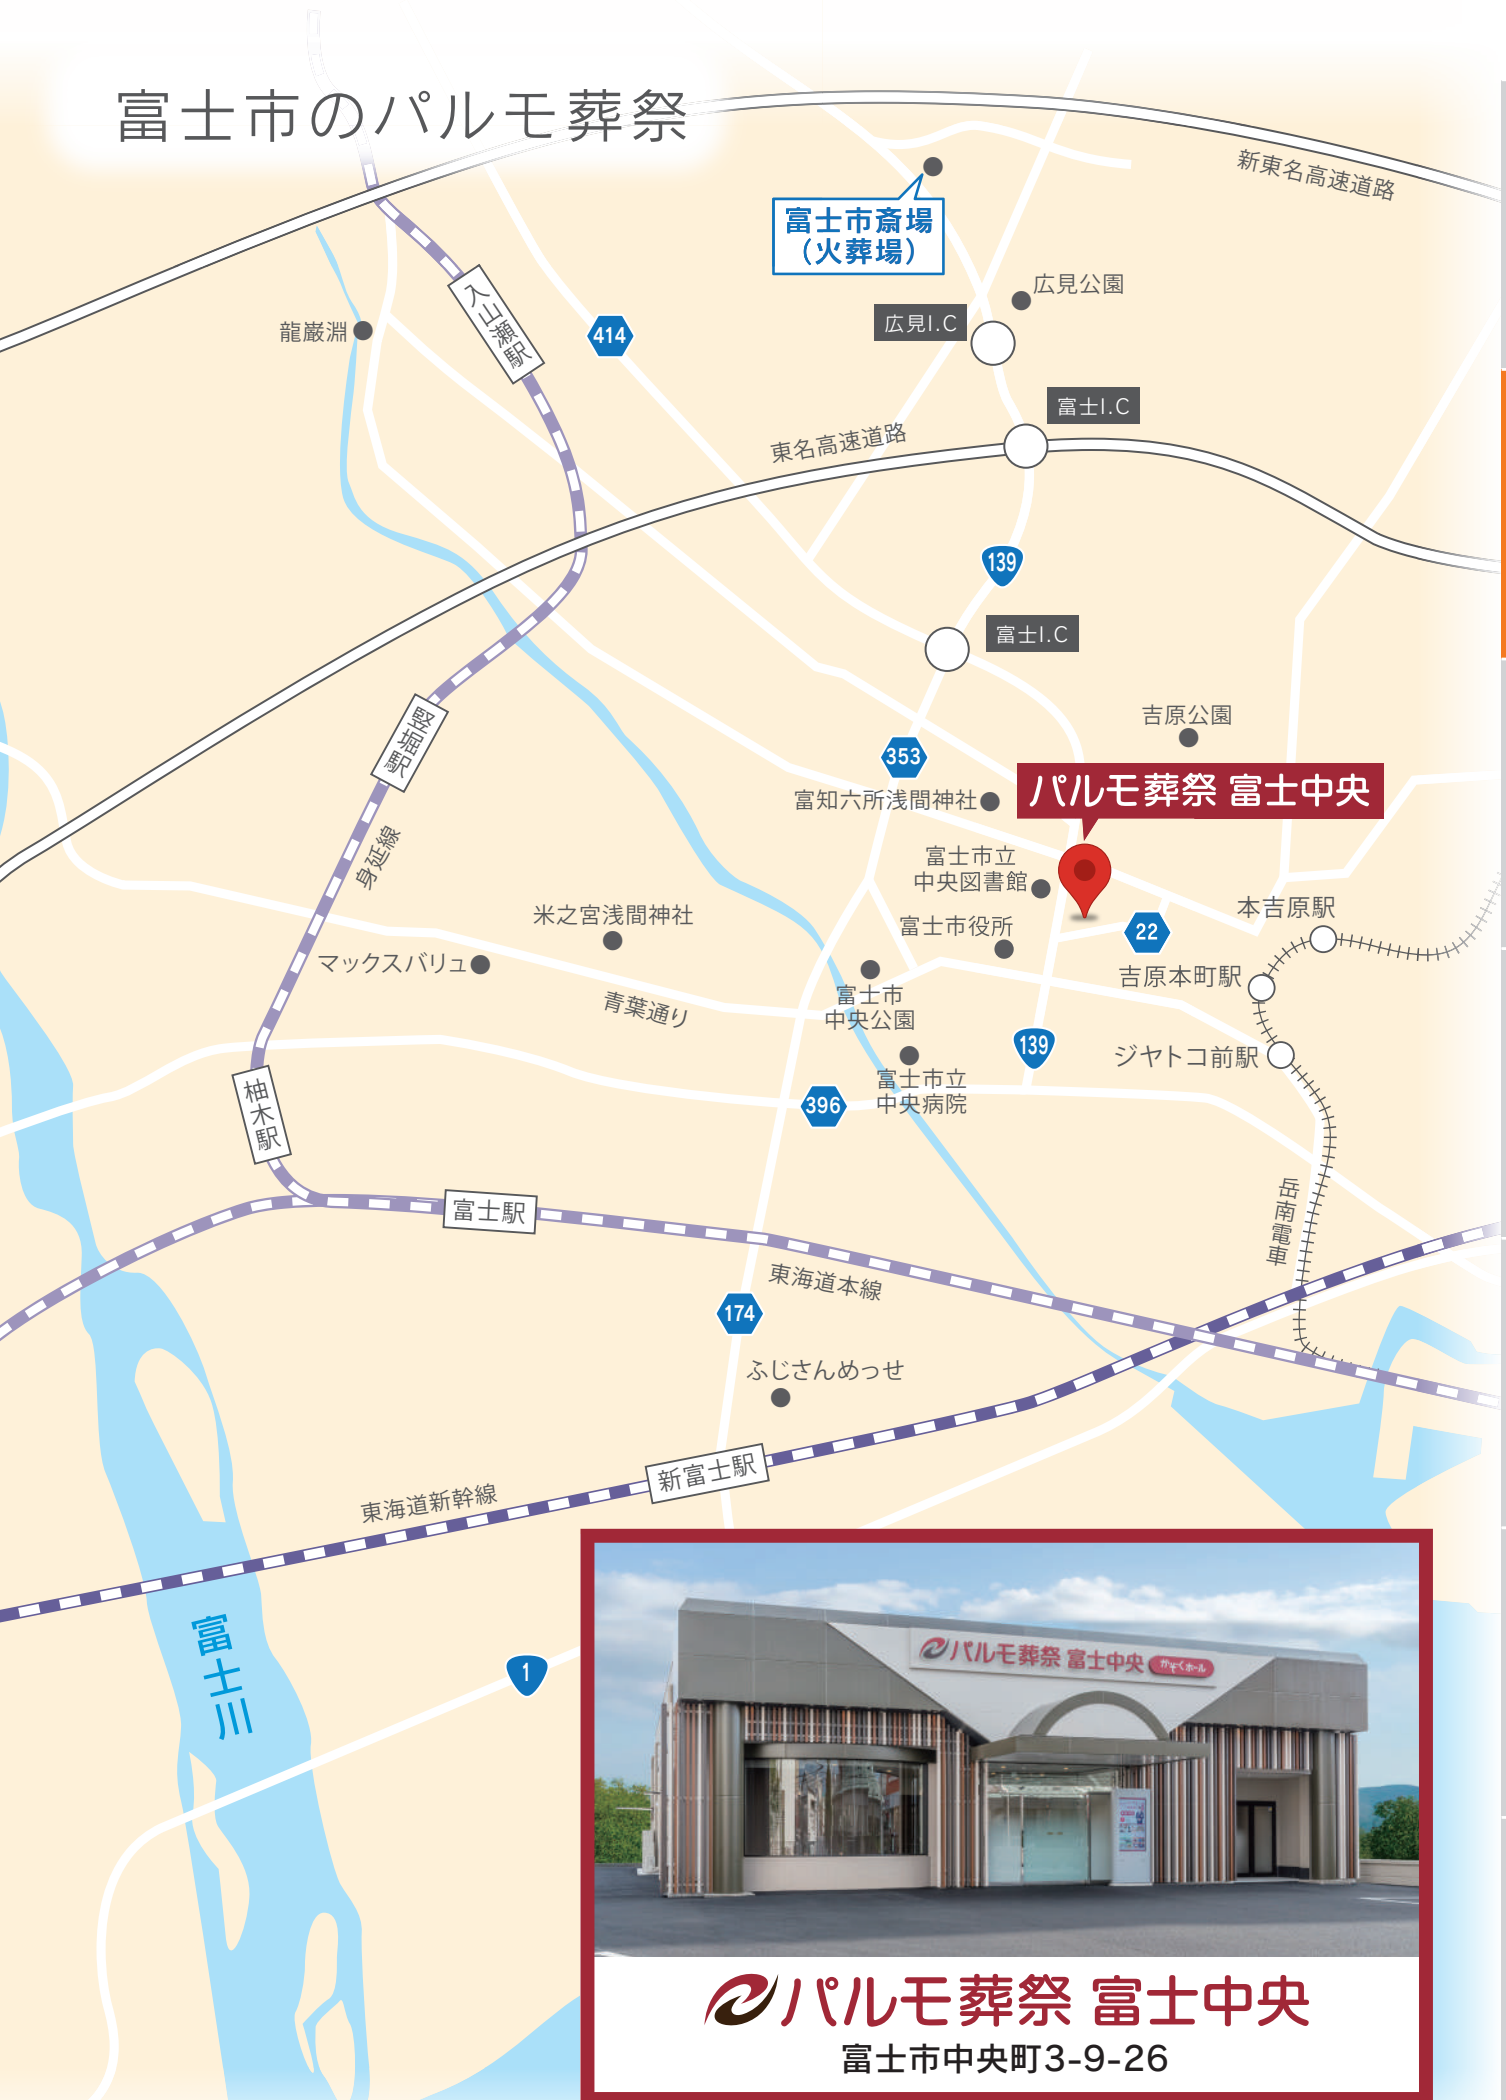 富士市のパルモ葬祭
新東名高速道路
富士市斎場
（火葬場）
広見公園
広見I.C
入山瀬駅
414
龍巌淵
富士I.C
東名高速道路
139
富士I.C
吉原公園
竪堀駅
353
パルモ葬祭 富士中央
富知六所浅間神社
身延線
富士市立
中央図書館
米之宮浅間神社
富士市役所
22
本吉原駅
マックスバリュ
吉原本町駅
青葉通り
富士市
中央公園
139
ジヤトコ前駅
富士市立
中央病院
柚木駅
396
富士駅
岳南電車
東海道本線
174
ふじさんめっせ
新富士駅
東海道新幹線
富士川
1
パルモ葬祭 富士中央 かぞくホール
パルモ葬祭 富士中央
富士市中央町3-9-26